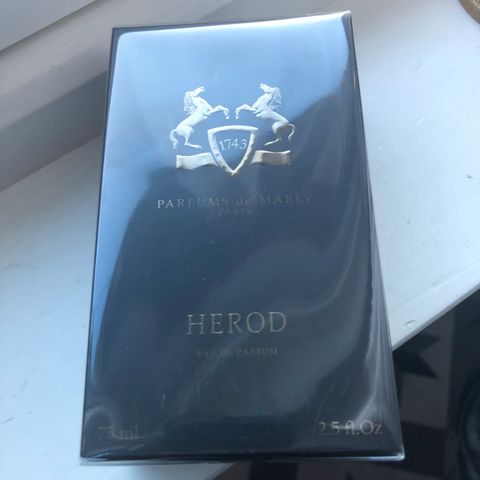 1743
PARFUMS de MARLY
PARIS
HEROD
EAU DE PARFUM
75 ml 2.5 fl.Oz